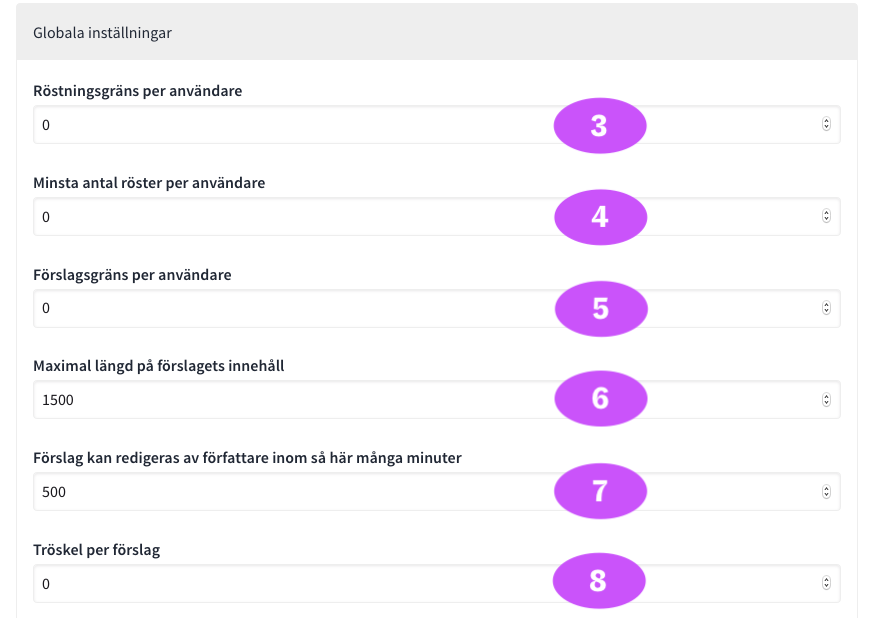 Globala inställningar
Röstningsgräns per användare
0
3
Minsta antal röster per användare
0
4
Förslagsgräns per användare
0
5
Maximal längd på förslagets innehåll
1500
6
Förslag kan redigeras av författare inom så här många minuter
500
7
Tröskel per förslag
0
8